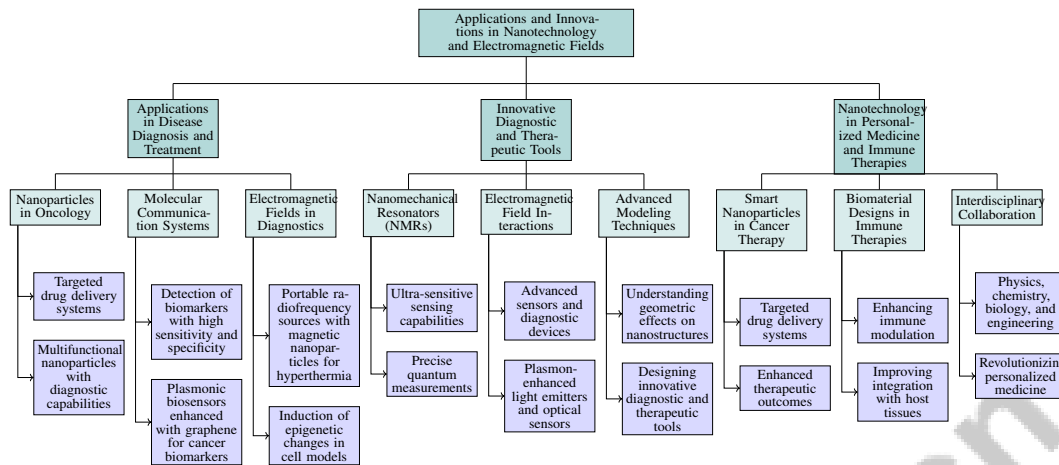 Applications and Innova-
tions in Nanotechnology
and Electromagnetic Fields
Applications
in Disease
Diagnosis and
Treatment
Innovative
Diagnostic
and Thera-
peutic Tools
Nanotechnology
in Personal-
ized Medicine
and Immune
Therapies
Nanoparticles
in Oncology
Molecular
Communica-
tion Systems
Electromagnetic
Fields in
Diagnostics
Nanomechanical
Resonators
(NMRs)
Electromagnetic
Field In-
teractions
Advanced
Modeling
Techniques
Smart
Nanoparticles
in Cancer
Therapy
Biomaterial
Designs in
Immune
Therapies
Interdisciplinary
Collaboration
Targeted
drug delivery
systems
Multifunctional
nanoparticles
with
diagnostic
capabilities
Detection of
biomarkers
with high
sensitivity and
specificity
Plasmonic
biosensors
enhanced
with graphene
for cancer
biomarkers
Portable ra-
diofrequency
sources with
magnetic
nanopar-
ticles for
hyperthermia
Induction of
epigenetic
changes in
cell models
Ultra-sensitive
sensing
capabilities
Precise
quantum
measurements
Advanced
sensors and
diagnostic
devices
Plasmon-
enhanced
light emitters
and optical
sensors
Understanding
geometric
effects on
nanostructures
Designing
innovative
diagnostic and
therapeutic
tools
Targeted
drug delivery
systems
Enhanced
therapeutic
outcomes
Enhancing
immune
modulation
Improving
integration
with host
tissues
Physics,
chemistry,
biology, and
engineering
Revolutionizing
personalized
medicine